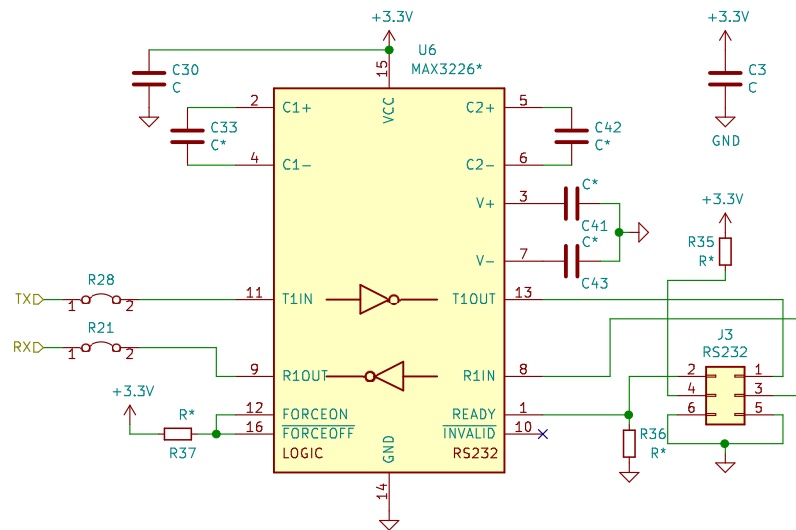 +3.3V
+3.3V
U6
MAX3226*
15
VCC
C30
C
C3
C
GND
2
C1+
C2+
5
C33
C*
C42
C*
4
C1-
C2-
6
C*
V+
3
C41
C*
V-
7
C43
+3.3V
R35
R*
R28
TX
1
2
11
T1IN
T1OUT
13
R21
RX
1
2
9
R1OUT
R1IN
8
J3
RS232
2
1
4
3
6
5
+3.3V
R*
R37
12
FORCEON
READY
1
16
FORCEOFF
INVALID
10
LOGIC
GND
RS232
14
R36
R*